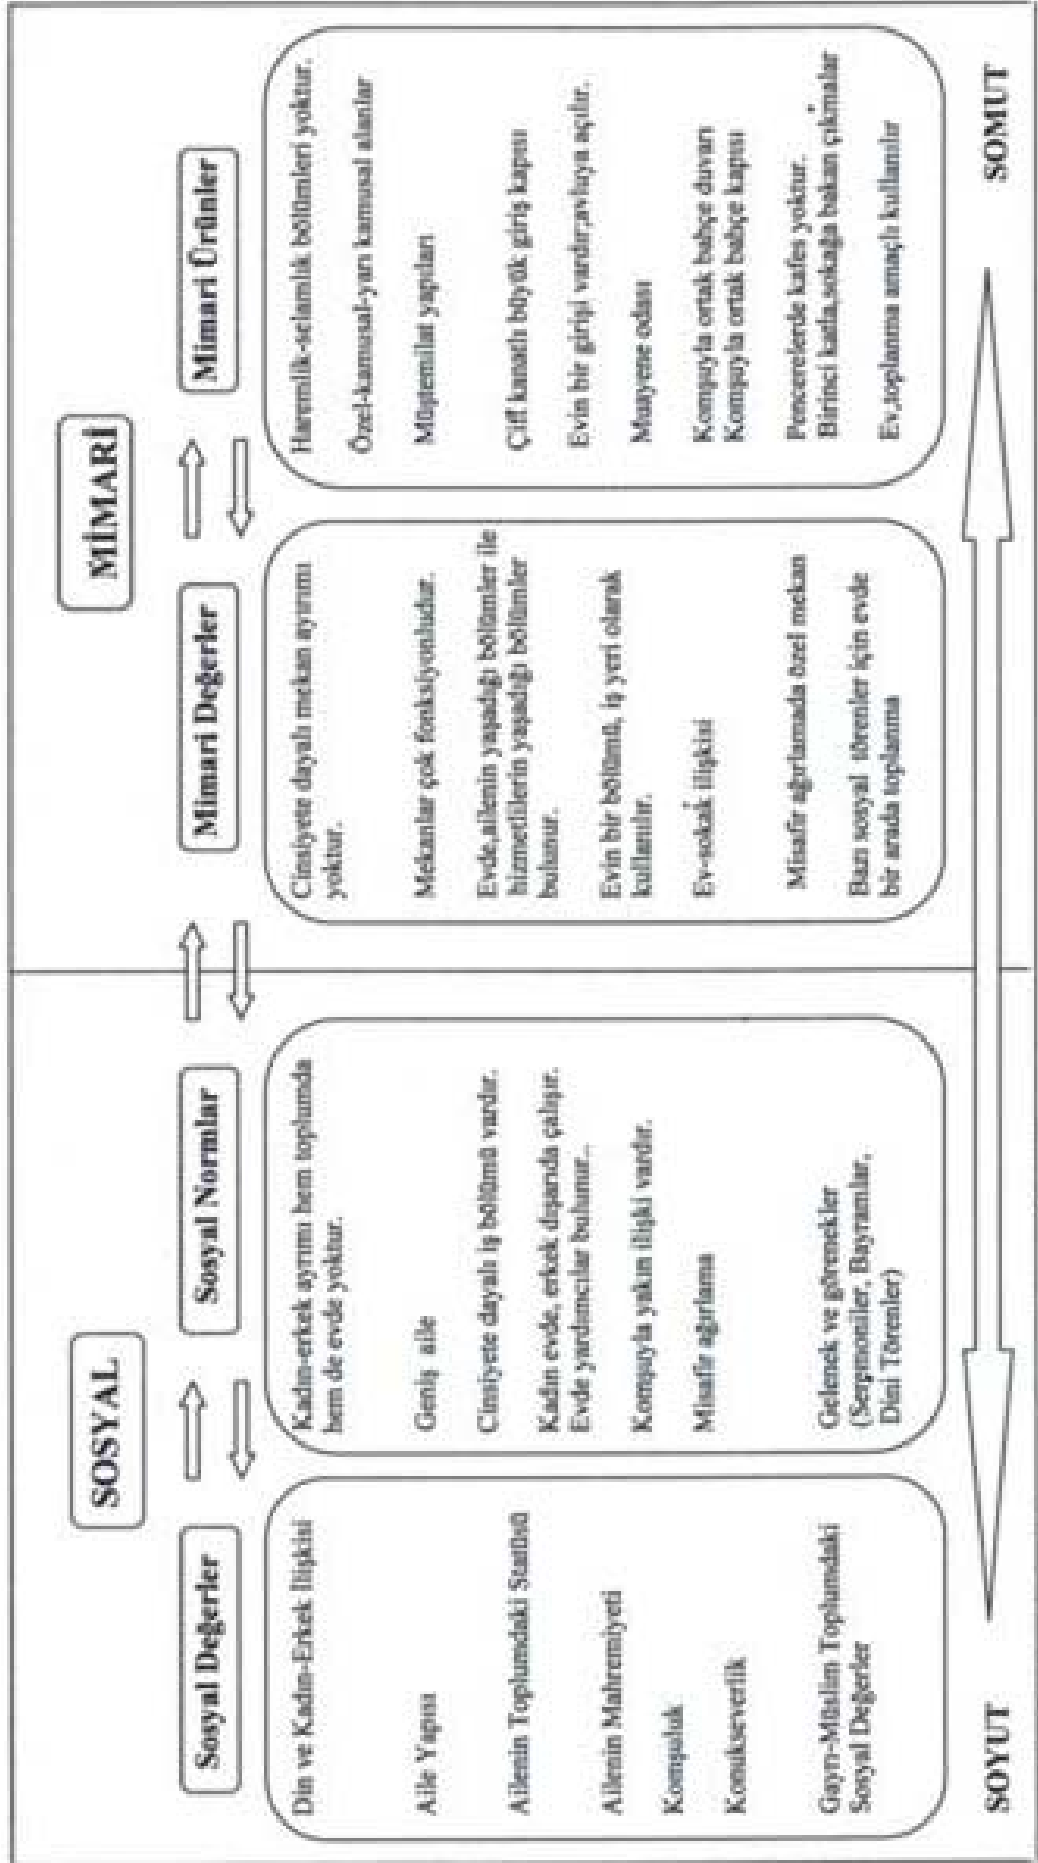 SOSYAL
MİMARİ
Sosyal Değerler
Sosyal Normlar
Mimari Değerler
Mimari Ürünler
Din ve Kadın-Erkek İlişkisi
Aile Yapısı
Ailenin Toplumdaki Statüsü
Ailenin Mahremiyeti
Komşuluk
Konukseverlik
Gayrı-Müslim Toplumdaki
Sosyal Değerler
Kadın-erkek ayrımı hem toplumda
hem de evde yoktur.
Geniş aile
Cinsiyete dayalı iş bölümü vardır.
Kadın evde, erkek dışarıda çalışır.
Evde yardımcılar bulunur..
Komşuyla yakın ilişki vardır.
Misafir ağırlama
Gelenek ve görenekler
(Serpmoniler, Bayramlar,
Dini Törenler)
Cinsiyete dayalı mekan ayırımı
yoktur.
Mekanlar çok fonksiyonludur.
Evde,ailenin yaşadığı bölümler ile
hizmetlilerin yaşadığı bölümler
bulunur.
Evin bir bölümü, iş yeri olarak
kullanılır.
Ev-sokak ilişkisi
Misafir ağırlamada özel mekan
Bazı sosyal törenler için evde
bir arada toplanma
Haremlik-selamlık bölümleri yoktur.
Özel-kamusal-yarı kamusal alanlar
Müştemilat yapıları
Çiff kanatlı büyük giriş kapısı
Evin bir girişi vardır;avluya açılır.
Muayene odası
Komşuyla ortak bahçe duvarı
Komşuyla ortak bahçe kapısı
Pencerelerde kafes yoktur.
Birinci katta,sokağa bakan çıkmalar
Ev,toplanma amaçlı kullanılır
SOYUT
SOMUT